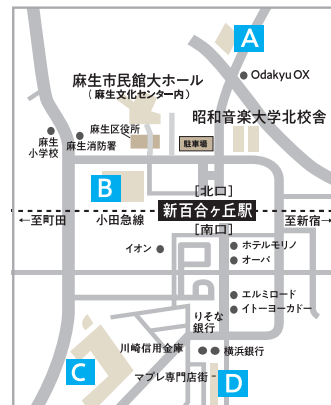 A
Odakyu OX
麻生市民館大ホール
（麻生文化センター内）
昭和音楽大学北校舎
麻生区役所
麻生
小学校
麻生消防署
駐車場
B
［北口］
新百合ヶ丘駅
←至町田
小田急線
至新宿→
［南口］
イオン
ホテルモリノ
オーパ
エルミロード
イトーヨーカドー
りそな
銀行
川崎信用金庫
横浜銀行
C
マプレ専門店街
D